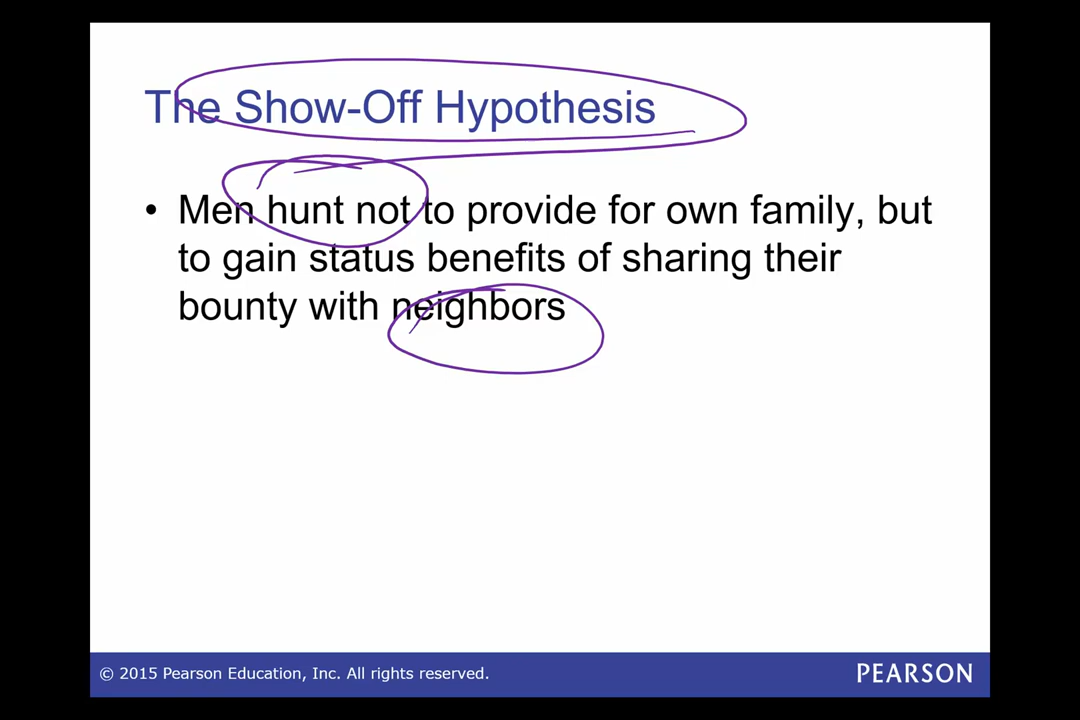 The Show-Off Hypothesis
• Men hunt not to provide for own family, but
to gain status benefits of sharing their
bounty with neighbors
© 2015 Pearson Education, Inc. All rights reserved.
PEARSON